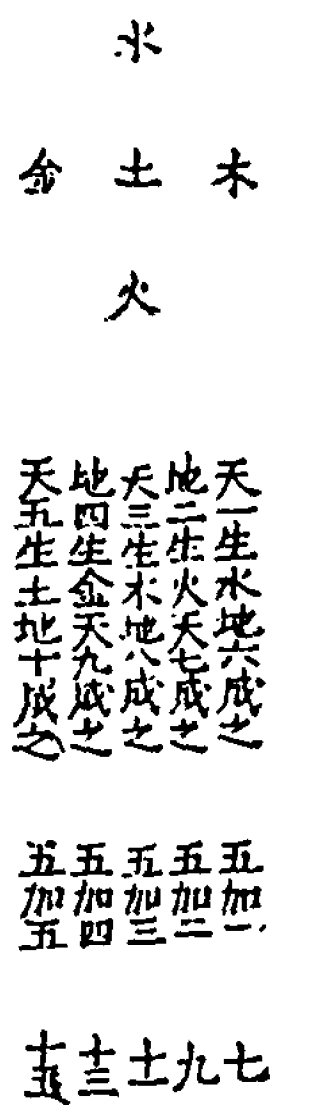 水
木 土 金
火
天一生水地六成之
地二生火天七成之
天三生木地八成之
地四生金天九成之
天五生土地十成之
五加一
五加二
五加三
五加四
五加五
七
九
十一
十三
十五